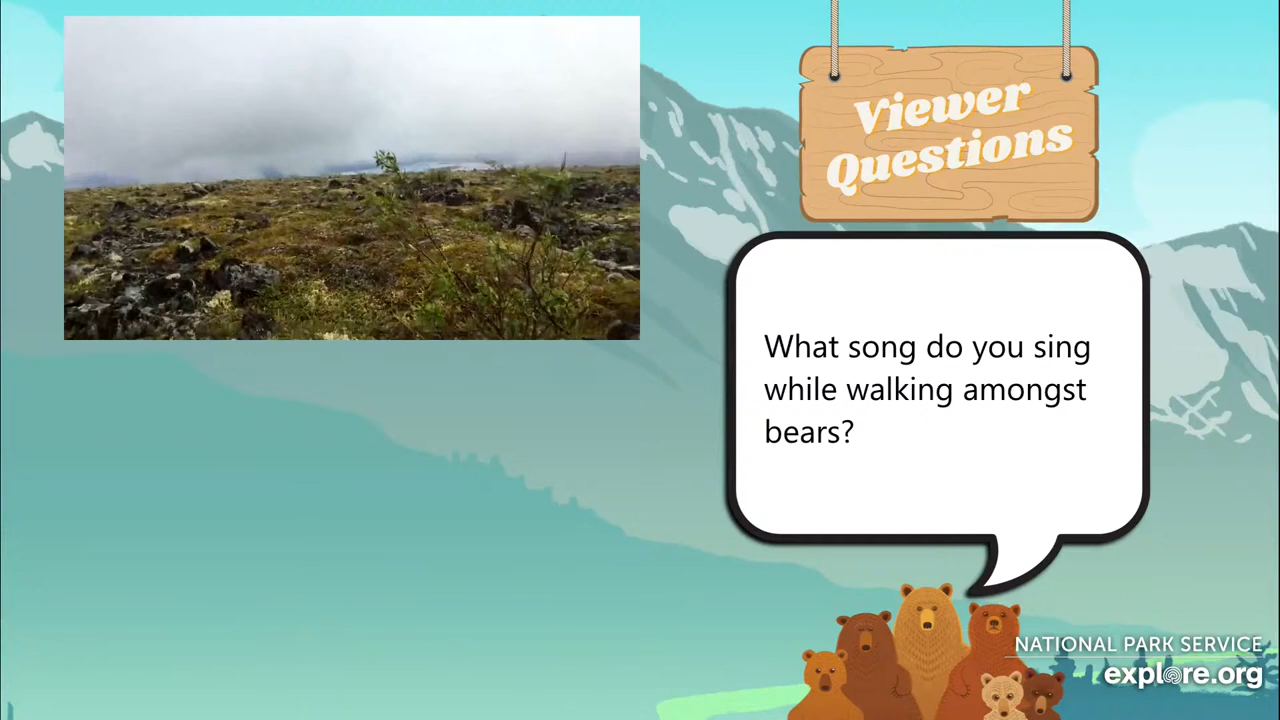 Viewer
Questions
What song do you sing
while walking amongst
bears?
NATIONAL PARK SERVICE
explore.org